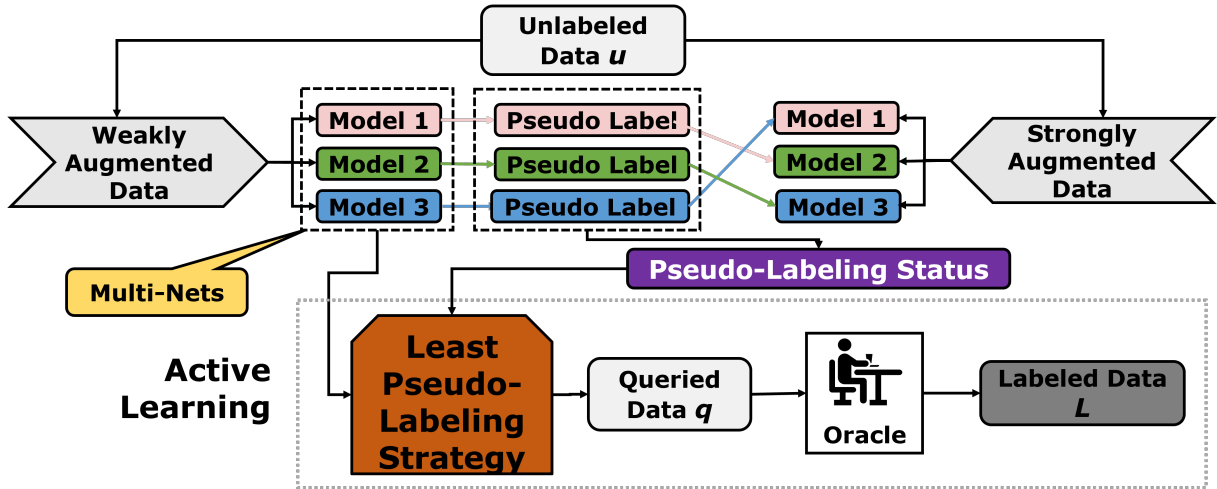 Unlabeled
Data u
Weakly
Augmented
Data
Model 1
Model 2
Model 3
Pseudo Label
Pseudo Label
Pseudo Label
Model 1
Model 2
Model 3
Strongly
Augmented
Data
Multi-Nets
Pseudo-Labeling Status
Active
Learning
Least
Pseudo-
Labeling
Strategy
Queried
Data q
Oracle
Labeled Data
L